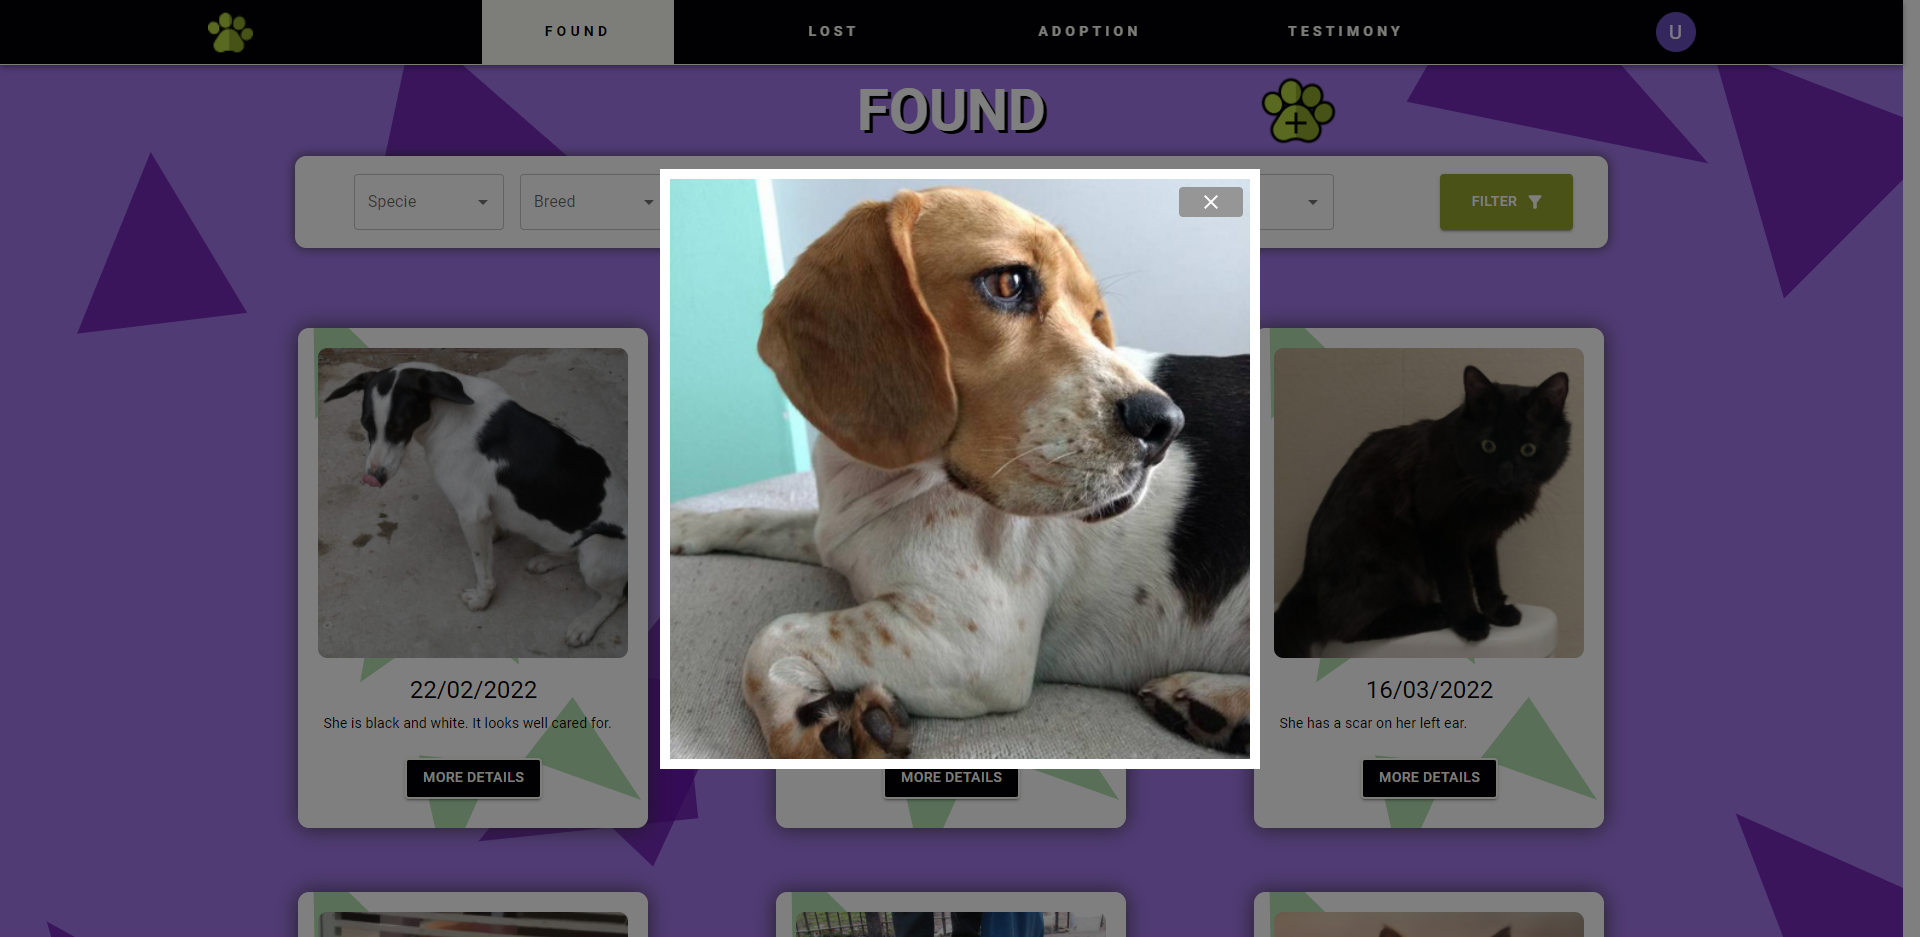 FOUND
LOST
ADOPTION
TESTIMONY
U
FOUND
Specie
Breed
FILTER
22/02/2022
16/03/2022
She is black and white. It looks well cared for.
She has a scar on her left ear.
MORE DETAILS
MORE DETAILS
MORE DETAILS